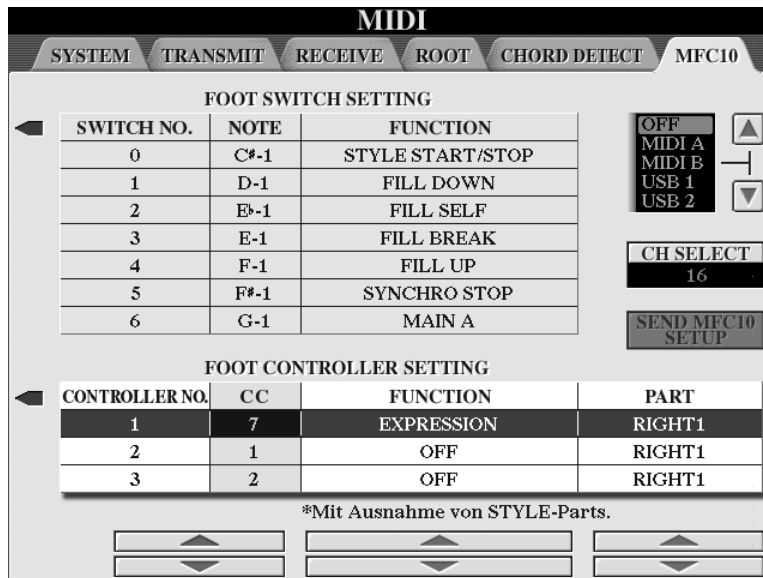 MIDI
SYSTEM TRANSMIT RECEIVE ROOT CHORD DETECT MFC10
FOOT SWITCH SETTING
SWITCH NO. NOTE FUNCTION
0 C♯-1 STYLE START/STOP
1 D-1 FILL DOWN
2 E♭-1 FILL SELF
3 E-1 FILL BREAK
4 F-1 FILL UP
5 F♯-1 SYNCHRO STOP
6 G-1 MAIN A
OFF
MIDI A
MIDI B
USB 1
USB 2
CH SELECT
16
SEND MFC10
SETUP
FOOT CONTROLLER SETTING
CONTROLLER NO. CC FUNCTION PART
1 7 EXPRESSION RIGHT1
2 1 OFF RIGHT1
3 2 OFF RIGHT1
*Mit Ausnahme von STYLE-Parts.